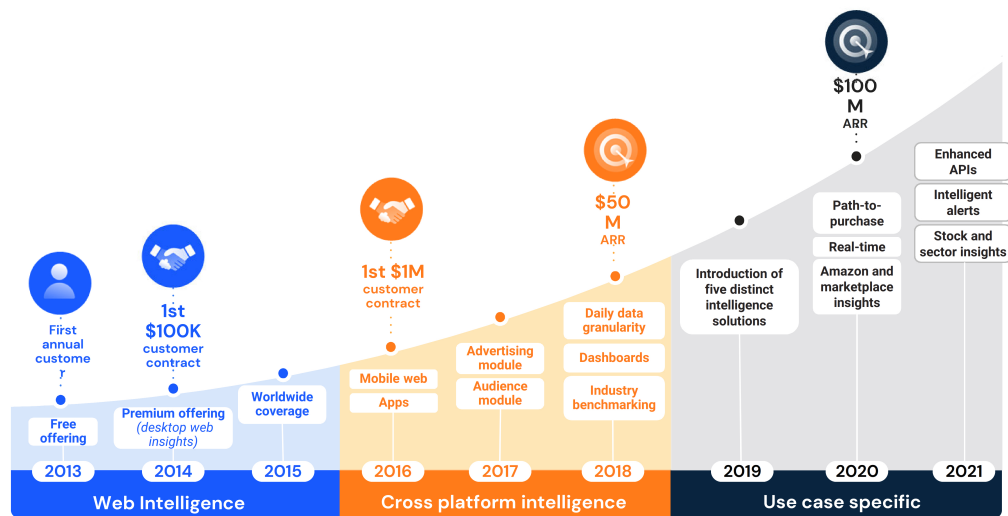 First
annual
custome
r
Free
offering
2013
1st
$100K
customer
contract
Premium offering
(desktop web
insights)
2014
Worldwide
coverage
2015
Web Intelligence
1st $1M
customer
contract
Mobile web
Apps
2016
Advertising
module
Audience
module
2017
$50
M
ARR
Daily data
granularity
Dashboards
Industry
benchmarking
2018
Cross platform intelligence
Introduction of
five distinct
intelligence
solutions
2019
$100
M
ARR
Path-to-
purchase
Real-time
Amazon and
marketplace
insights
2020
Enhanced
APIs
Intelligent
alerts
Stock and
sector insights
2021
Use case specific